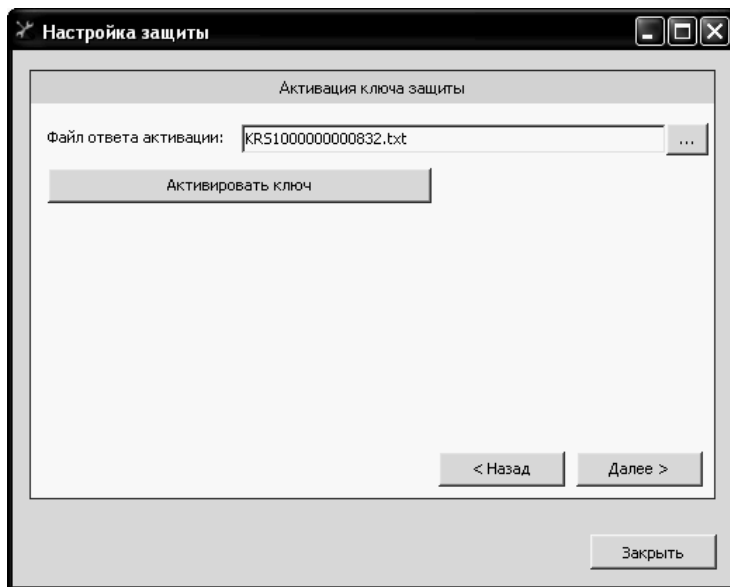 Настройка защиты
Активация ключа защиты
Файл ответа активации: KRS1000000000832.txt ...
Активировать ключ
< Назад Далее >
Закрыть